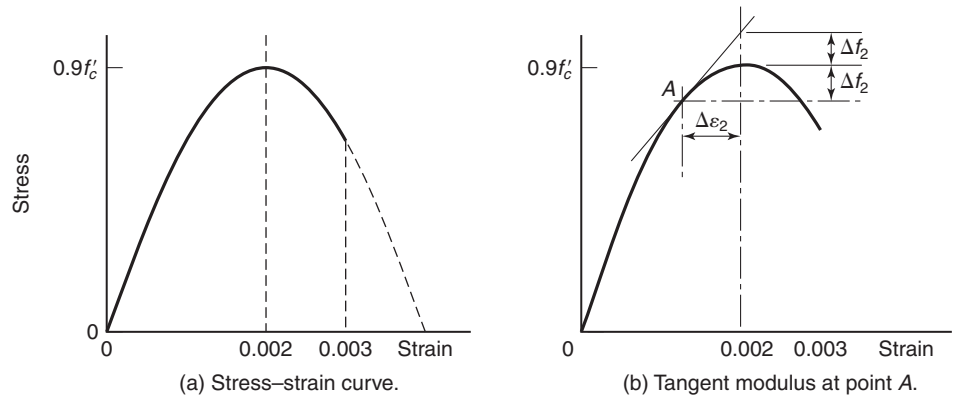 Stress
0.9f′c
0
0
0.002
0.003
Strain
(a) Stress–strain curve.
0.9f′c
A
Δε2
Δf2
Δf2
0
0.002
0.003
Strain
(b) Tangent modulus at point A.